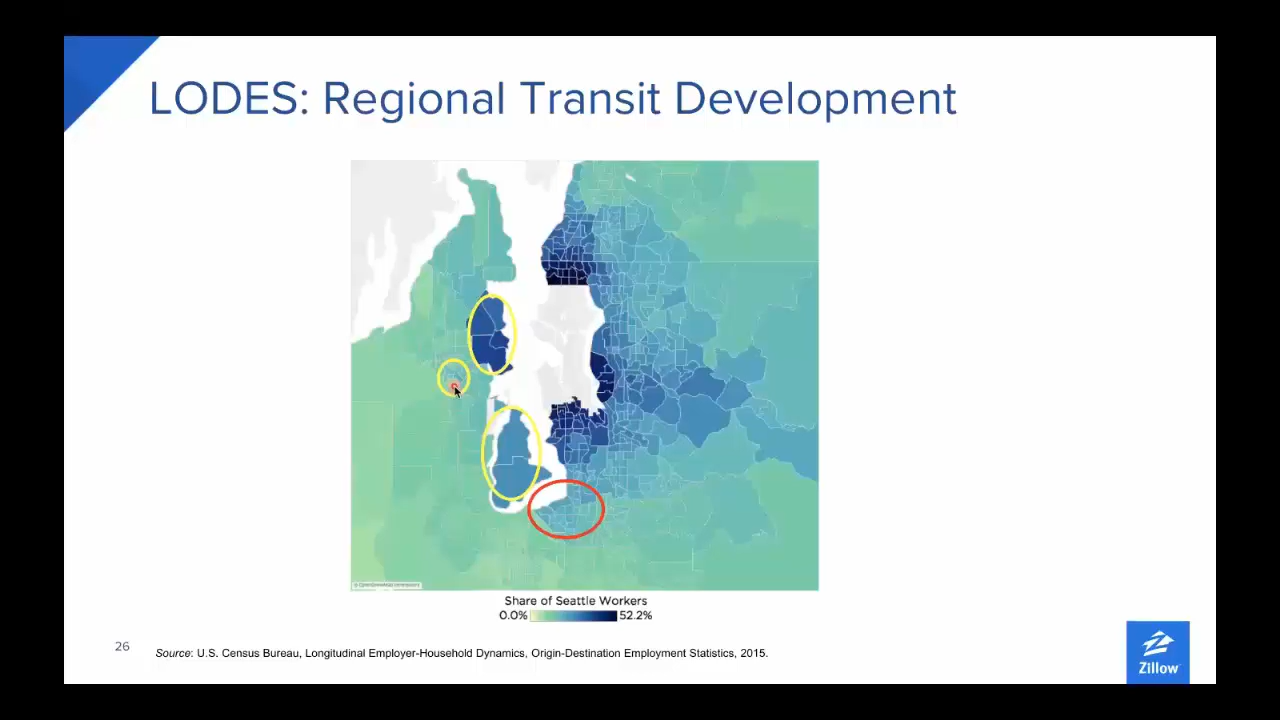 LODES: Regional Transit Development
Share of Seattle Workers
0.0% 52.2%
26
Source: U.S. Census Bureau, Longitudinal Employer-Household Dynamics, Origin-Destination Employment Statistics, 2015.
Zillow